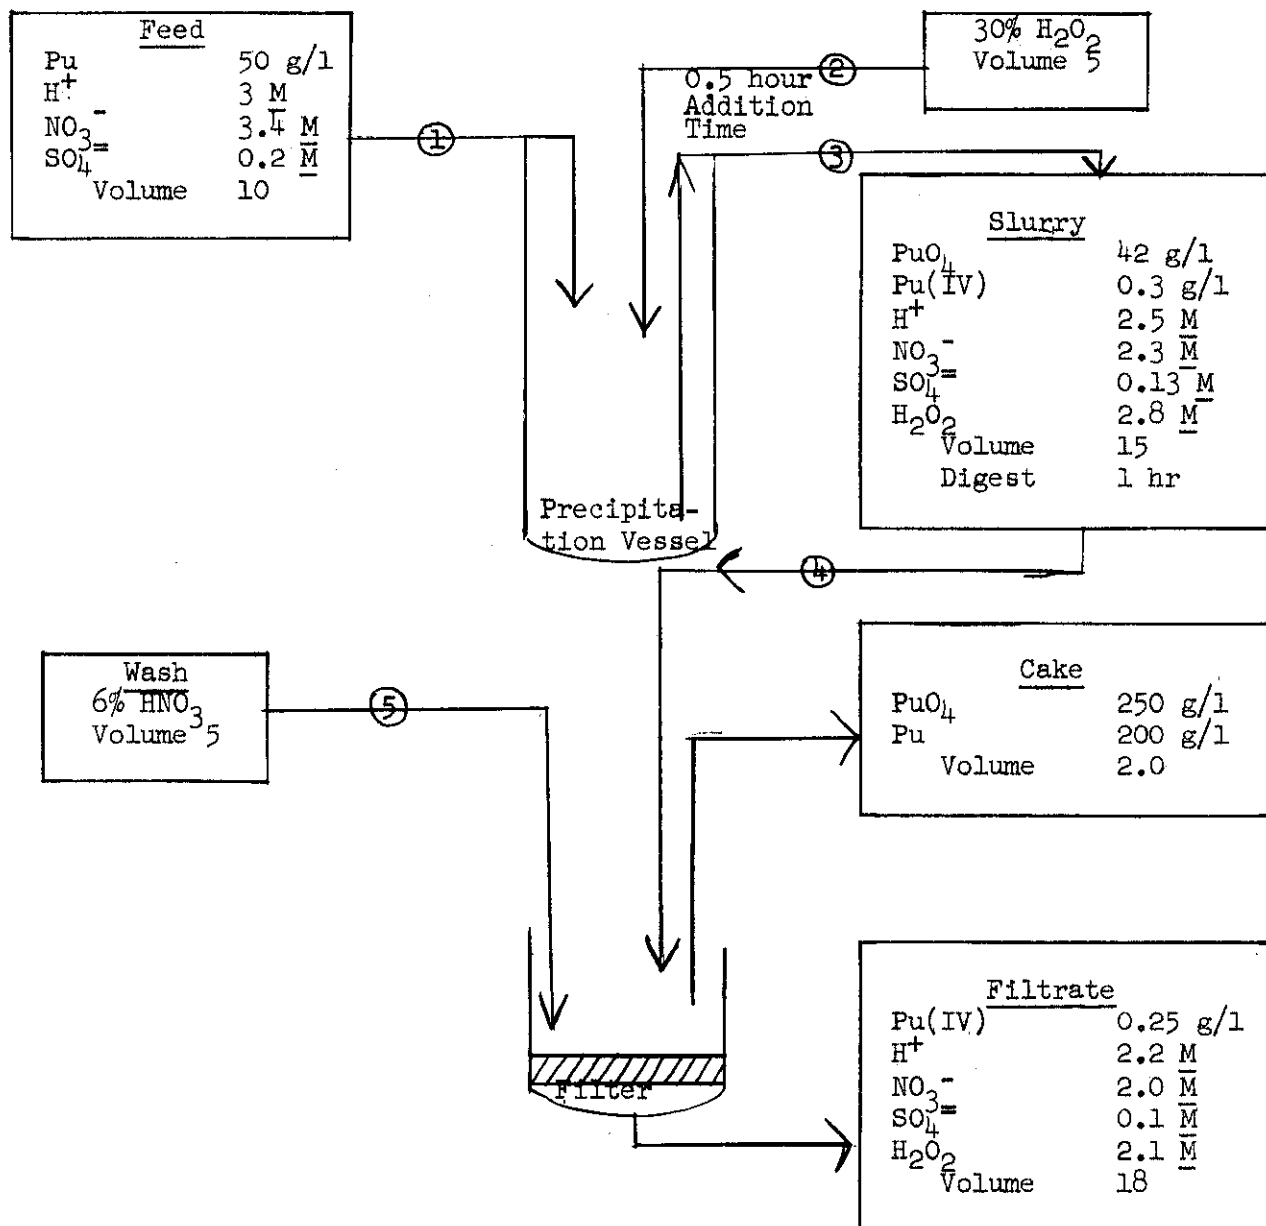 Feed
Pu 50 g/l
H+ 3 M
NO3- 3.4 M
SO4= 0.2 M
Volume 10
1
30% H2O2
Volume 5
2
0.5 hour
Addition
Time
3
Slurry
PuO4 42 g/l
Pu(IV) 0.3 g/l
H+ 2.5 M
NO3- 2.3 M
SO4= 0.13 M
H2O2 2.8 M
Volume 15
Digest 1 hr
Precipita-
tion Vessel
4
Wash
6% HNO3
Volume 5
5
Cake
PuO4 250 g/l
Pu 200 g/l
Volume 2.0
Filter
Filtrate
Pu(IV) 0.25 g/l
H+ 2.2 M
NO3- 2.0 M
SO4= 0.1 M
H2O2 2.1 M
Volume 18